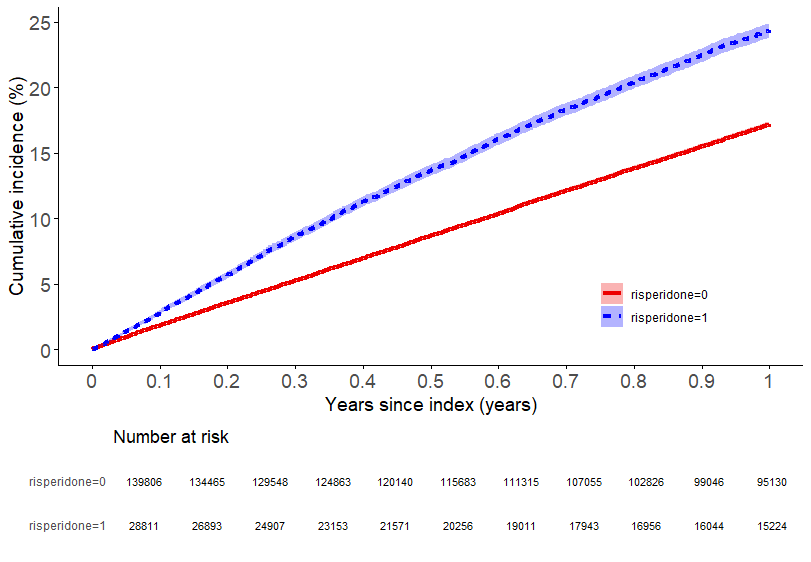 Cumulative incidence (%)
25
20
15
10
5
0
risperidone=0
risperidone=1
0 0.1 0.2 0.3 0.4 0.5 0.6 0.7 0.8 0.9 1
Years since index (years)
Number at risk
risperidone=0 139806 134465 129548 124863 120140 115683 111315 107055 102826 99046 95130
risperidone=1 28811 26893 24907 23153 21571 20256 19011 17943 16956 16044 15224